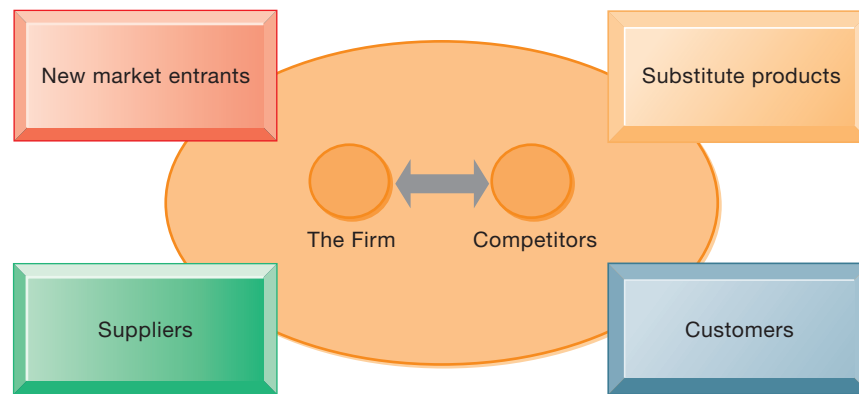 New market entrants
Substitute products
The Firm
Competitors
Suppliers
Customers